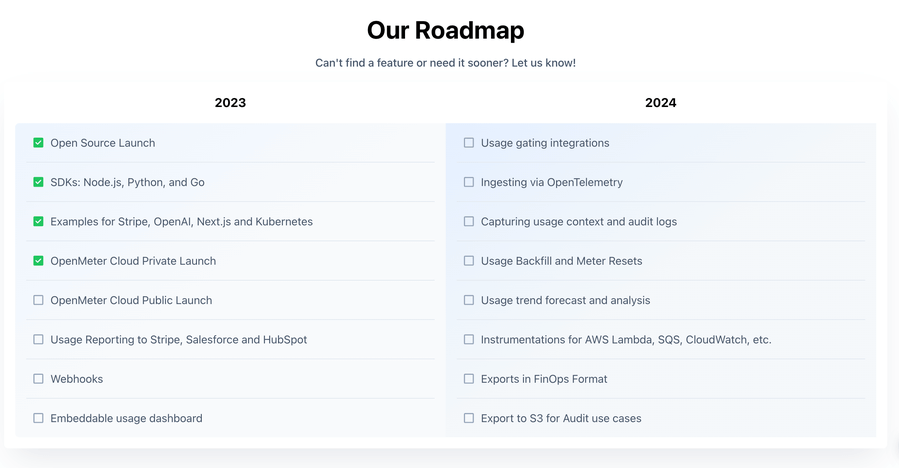 Our Roadmap
Can't find a feature or need it sooner? Let us know!
2023
Open Source Launch
SDKs: Node.js, Python, and Go
Examples for Stripe, OpenAI, Next.js and Kubernetes
OpenMeter Cloud Private Launch
OpenMeter Cloud Public Launch
Usage Reporting to Stripe, Salesforce and HubSpot
Webhooks
Embeddable usage dashboard
2024
Usage gating integrations
Ingesting via OpenTelemetry
Capturing usage context and audit logs
Usage Backfill and Meter Resets
Usage trend forecast and analysis
Instrumentations for AWS Lambda, SQS, CloudWatch, etc.
Exports in FinOps Format
Export to S3 for Audit use cases